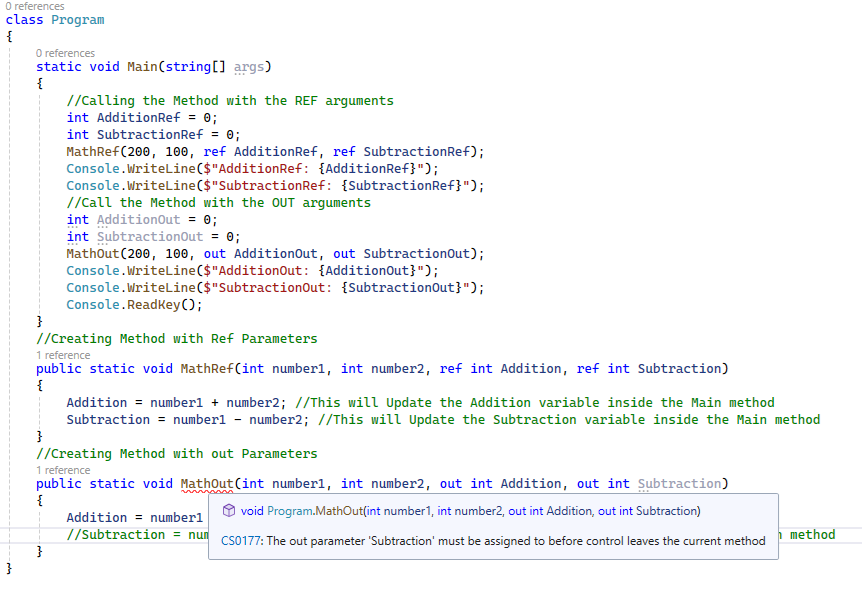 0 references
class Program
{
0 references
static void Main(string[] args)
{
//Calling the Method with the REF arguments
int AdditionRef = 0;
int SubtractionRef = 0;
MathRef(200, 100, ref AdditionRef, ref SubtractionRef);
Console.WriteLine($"AdditionRef: {AdditionRef}");
Console.WriteLine($"SubtractionRef: {SubtractionRef}");
//Call the Method with the OUT arguments
int AdditionOut = 0;
int SubtractionOut = 0;
MathOut(200, 100, out AdditionOut, out SubtractionOut);
Console.WriteLine($"AdditionOut: {AdditionOut}");
Console.WriteLine($"SubtractionOut: {SubtractionOut}");
Console.ReadKey();
}
//Creating Method with Ref Parameters
1 reference
public static void MathRef(int number1, int number2, ref int Addition, ref int Subtraction)
{
Addition = number1 + number2; //This will Update the Addition variable inside the Main method
Subtraction = number1 - number2; //This will Update the Subtraction variable inside the Main method
}
//Creating Method with out Parameters
1 reference
public static void MathOut(int number1, int number2, out int Addition, out int Subtraction)
{
void Program.MathOut(int number1, int number2, out int Addition, out int Subtraction)
Addition = number1
//Subtraction = method
CS0177: The out parameter 'Subtraction' must be assigned to before control leaves the current method
}
}